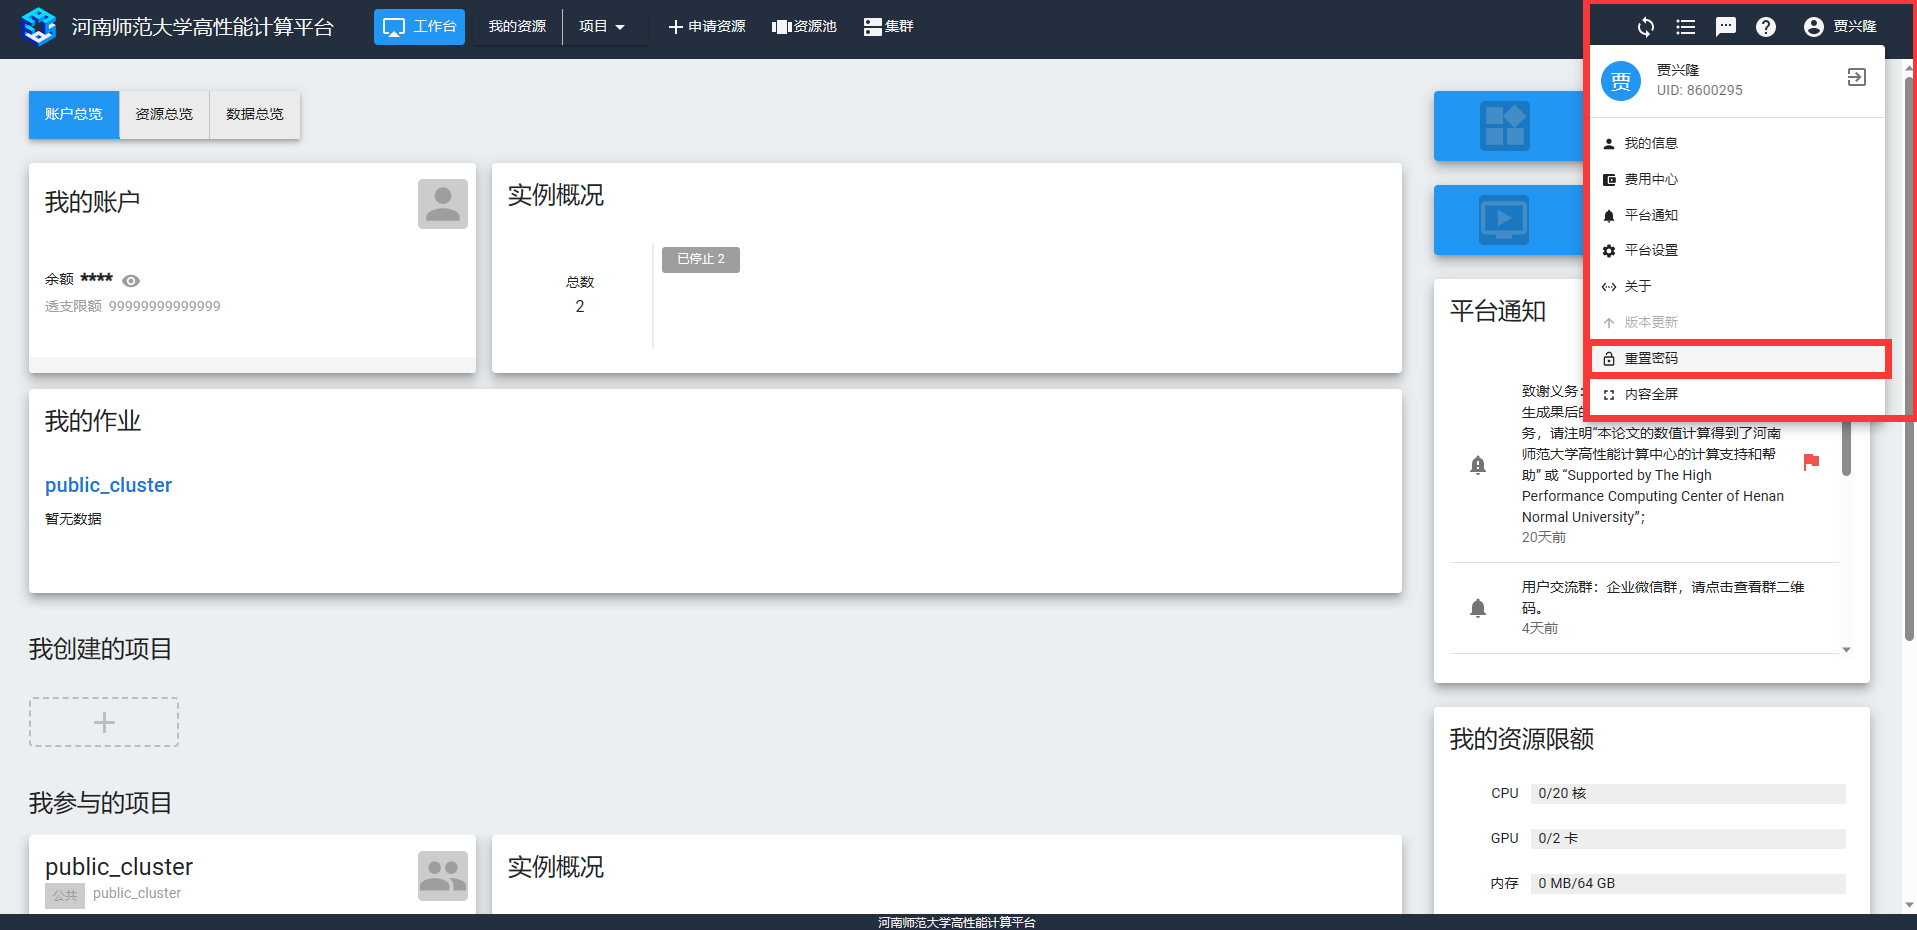 河南师范大学高性能计算平台
工作台
我的资源
项目
申请资源
资源池
集群
贾兴隆
贾
贾兴隆
UID: 8600295
我的信息
费用中心
平台通知
平台设置
关于
版本更新
重置密码
内容全屏
账户总览
资源总览
数据总览
我的账户
余额 ****
透支限额 99999999999999
实例概况
总数
2
已停止 2
我的作业
public_cluster
暂无数据
我创建的项目
我参与的项目
public_cluster
公共 public_cluster
实例概况
平台通知
致谢义务:
生成果后的
务，请注明“本论文的数值计算得到了河南
师范大学高性能计算中心的计算支持和帮
助” 或 “Supported by The High
Performance Computing Center of Henan
Normal University”；
20天前
用户交流群：企业微信群，请点击查看群二维
码。
4天前
我的资源限额
CPU 0/20 核
GPU 0/2 卡
内存 0 MB/64 GB
河南师范大学高性能计算平台